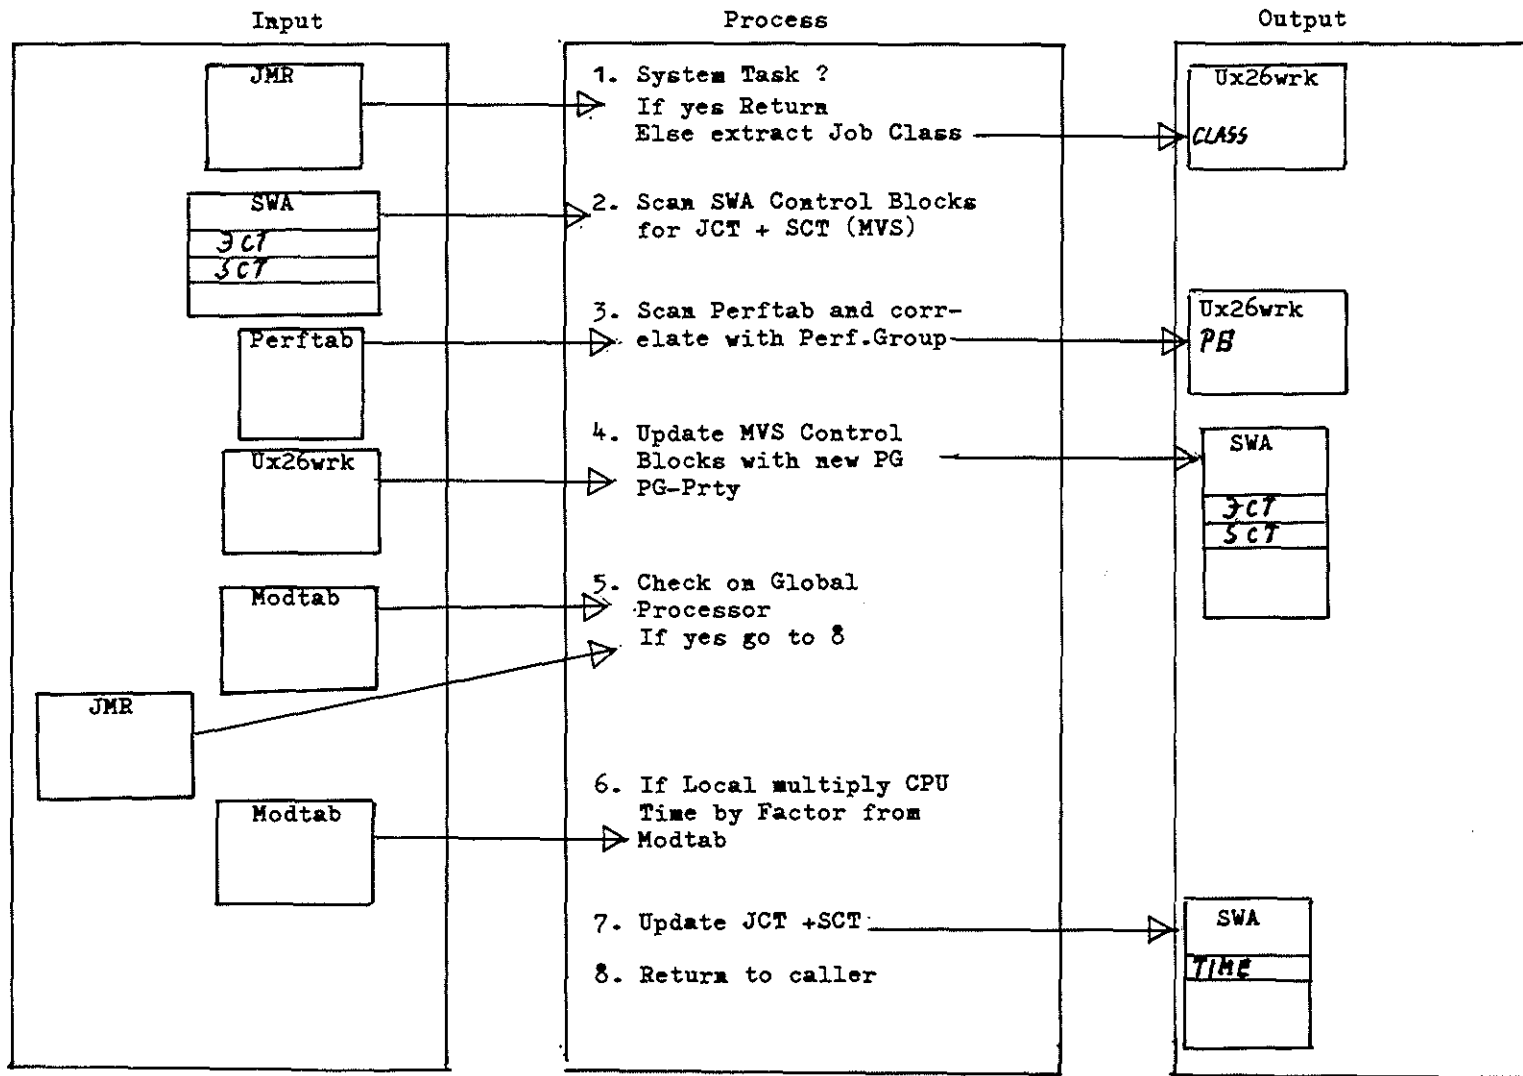 Input
Process
Output
JMR
1. System Task ?
If yes Return
Else extract Job Class
Ux26wrk
CLASS
SWA
JCT
SCT
2. Scan SWA Control Blocks
for JCT + SCT (MVS)
Perftab
3. Scan Perftab and corr-
elate with Perf.Group
Ux26wrk
Ux26wrk
4. Update MVS Control
Blocks with new PG
PG-Prty
SWA
JCT
SCT
Modtab
5. Check on Global
Processor
If yes go to 8
JMR
Modtab
6. If Local multiply CPU
Time by Factor from
Modtab
7. Update JCT +SCT
SWA
TIME
8. Return to caller